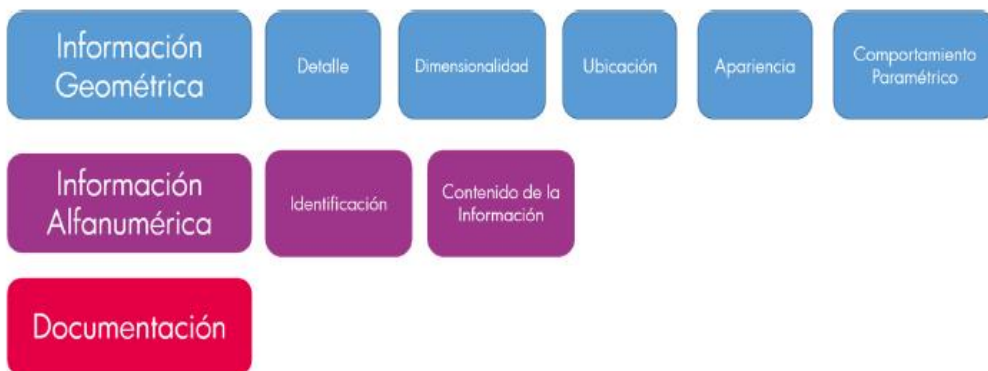 Información
Geométrica
Detalle
Dimensionalidad
Ubicación
Apariencia
Comportamiento
Paramétrico
Información
Alfanumérica
Identificación
Contenido de la
Información
Documentación